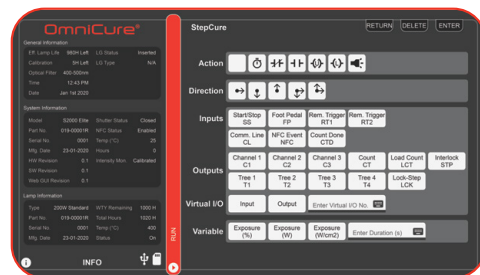 OmniCure®
General Information
Eff. Lamp Life 980H Left LG Status Inserted
Calibration 5H Left LG Type N/A
Optical Filter 400-500nm
Time 12:43 PM
Date Jan 1st 2020
System Information
Model S2000 Elite Shutter Status Closed
Part No. 019-00001R NFC Status Enabled
Serial No. 0001 Temp (°C) 25
Mfg. Date 23-01-2020 Hours 0
HW Revision 0.1 Intensity Mon. Calibrated
SW Revision 0.1
Web GUI Revision 0.1
Lamp Information
Type 200W Standard WTY Remaining 1000 H
Part No. 019-00001R Total Hours 1020 H
Serial No. 0001 Temp (°C) 400
Mfg. Date 23-01-2020 Status On
INFO
RUN
StepCure
RETURN DELETE ENTER
Action
Direction
Inputs
Start/Stop Foot Pedal Rem. Trigger Rem. Trigger
SS FP RT1 RT2
Comm. Line NFC Event Count Done
CL NFC CTD
Outputs
Channel 1 Channel 2 Channel 3 Count Load Count Interlock
C1 C2 C3 CT LCT STP
Tree 1 Tree 2 Tree 3 Tree 4 Lock-Step
T1 T2 T3 T4 LCK
Virtual I/O Input Output Enter Virtual I/O No.
Variable
Exposure Exposure Exposure Enter Duration (s)
(%) (W) (W/cm2)